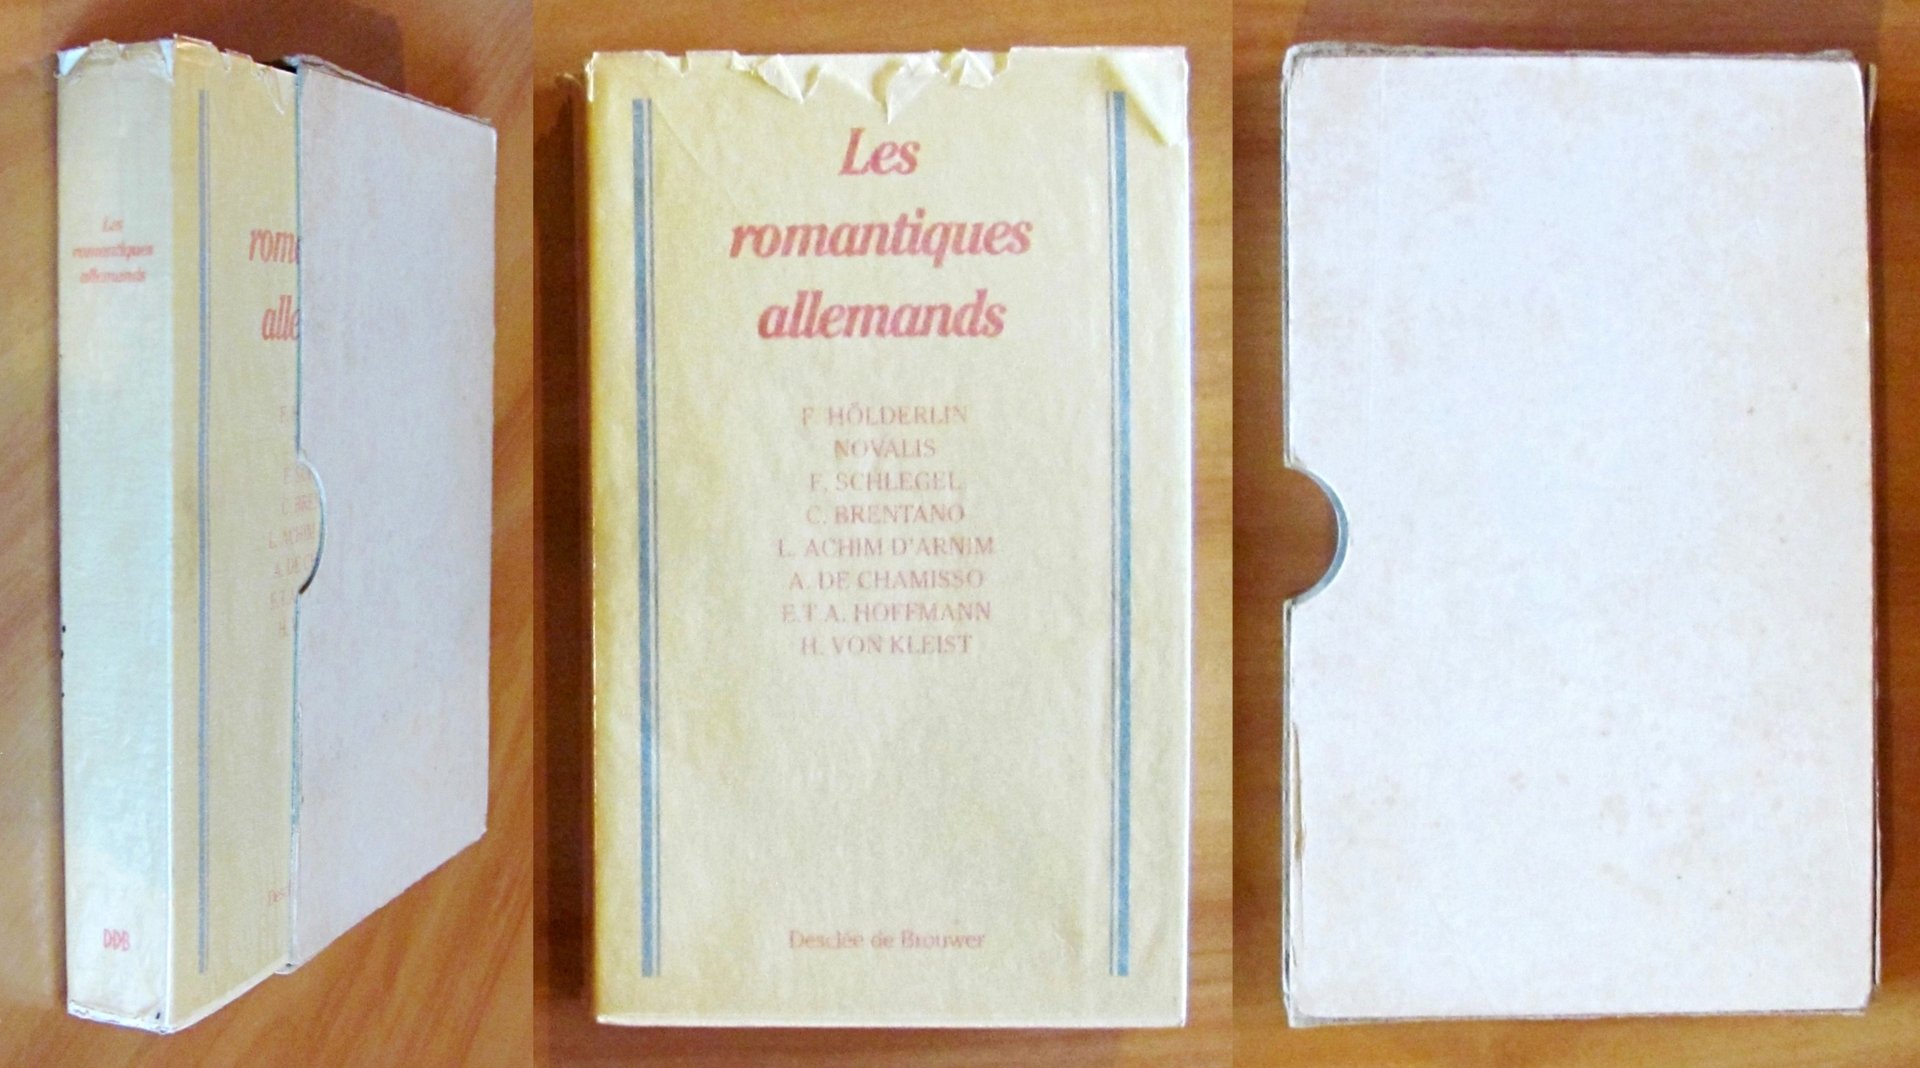 Les
romantiques
allemands
DDB
Les
romantiques
allemands
F. HÖLDERLIN
NOVALIS
F. SCHLEGEL
C. BRENTANO
L. ACHIM D'ARNIM
A. DE CHAMISSO
E.T.A. HOFFMANN
H. VON KLEIST
Desclée de Brouwer